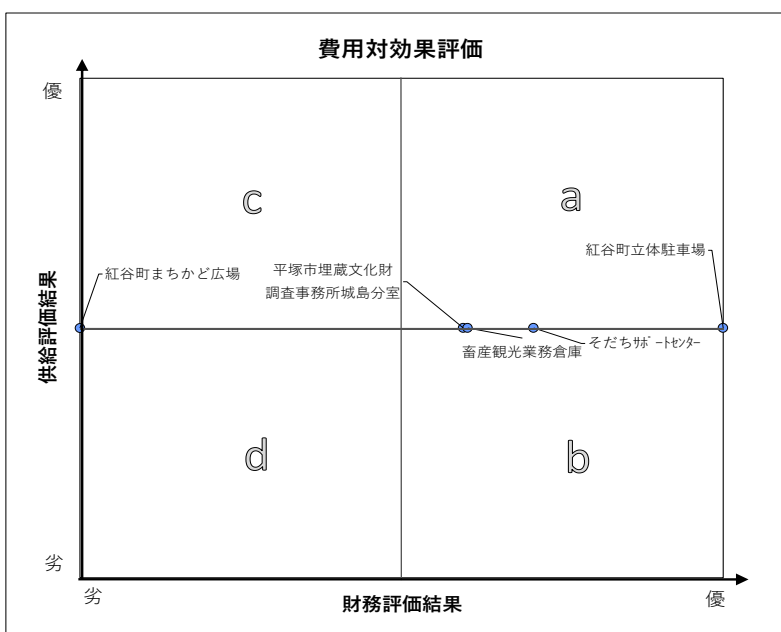 費用対効果評価
優
c
a
紅谷町立体駐車場
平塚市埋蔵文化財
調査事務所城島分室
紅谷町まちかど広場
供給評価結果
畜産観光業務倉庫
そだちｻﾎﾟｰﾄｾﾝﾀｰ
d
b
劣
劣
財務評価結果
優